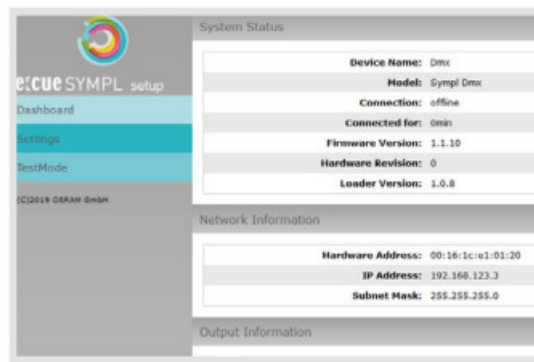 e:cue SYMPL setup
Dashboard
Settings
TestMode
(C)2019 OSRAM GmbH
System Status
Device Name: Dmx
Model: Sympl Dmx
Connection: offline
Connected for: 0min
Firmware Version: 1.1.10
Hardware Revision: 0
Loader Version: 1.0.8
Network Information
Hardware Address: 00:16:1c:e1:01:20
IP Address: 192.168.123.3
Subnet Mask: 255.255.255.0
Output Information